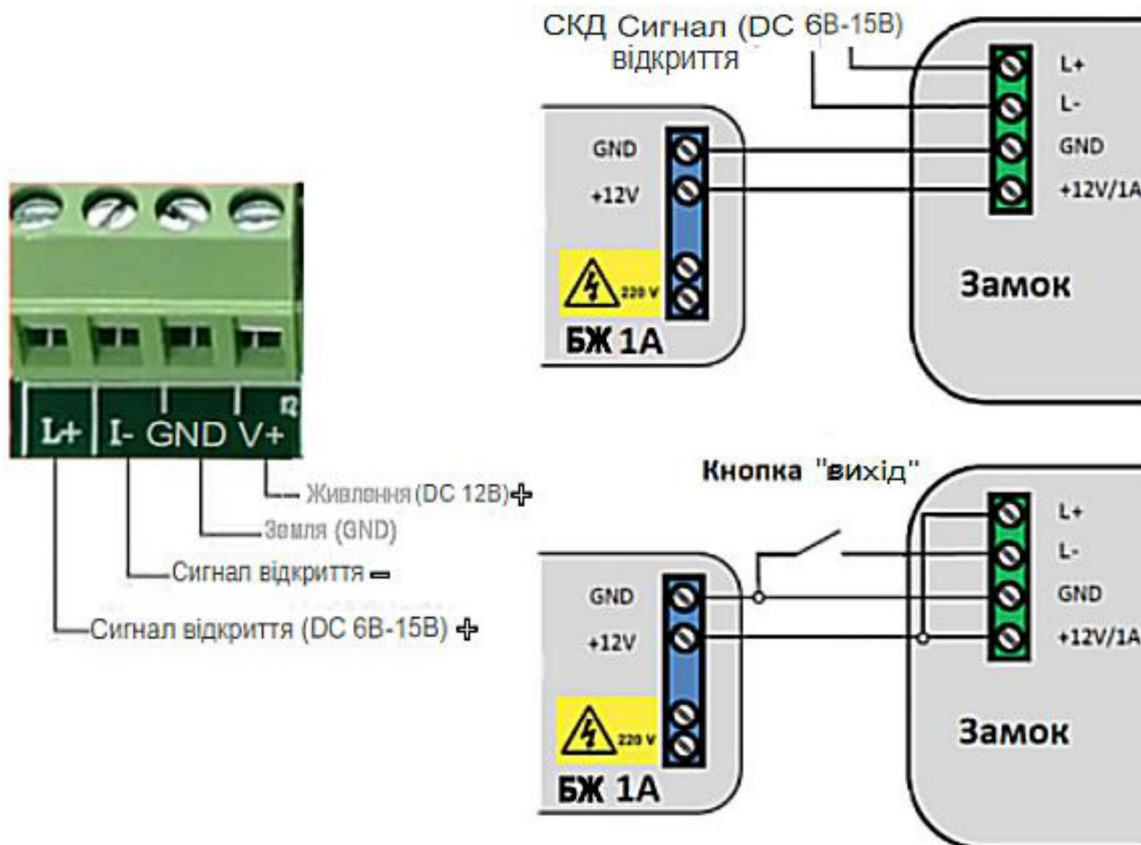 L+ I- GND V+
Живлення (DC 12В) +
Земля (GND)
Сигнал відкриття -
Сигнал відкриття (DC 6В-15В) +
СКД Сигнал (DC 6В-15В)
відкриття
GND
+12V
220 V
БЖ 1А
L+
L-
GND
+12V/1A
Замок
Кнопка "вихід"
GND
+12V
220 V
БЖ 1А
L+
L-
GND
+12V/1A
Замок